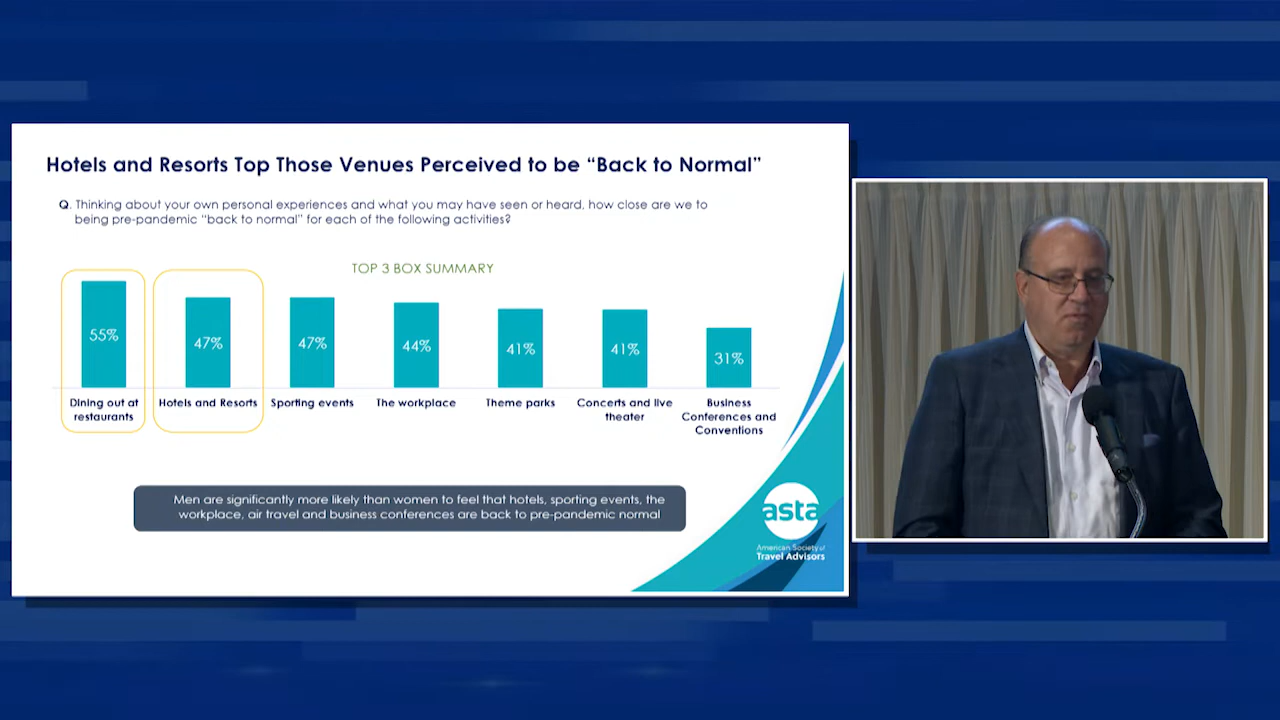 Hotels and Resorts Top Those Venues Perceived to be “Back to Normal”
Q. Thinking about your own personal experiences and what you may have seen or heard, how close are we to
being pre-pandemic “back to normal” for each of the following activities?
TOP 3 BOX SUMMARY
55%
47%
47%
44%
41%
41%
31%
Dining out at
restaurants
Hotels and Resorts
Sporting events
The workplace
Theme parks
Concerts and live
theater
Business
Conferences and
Conventions
Men are significantly more likely than women to feel that hotels, sporting events, the
workplace, air travel and business conferences are back to pre-pandemic normal
asta
American Society of
Travel Advisors